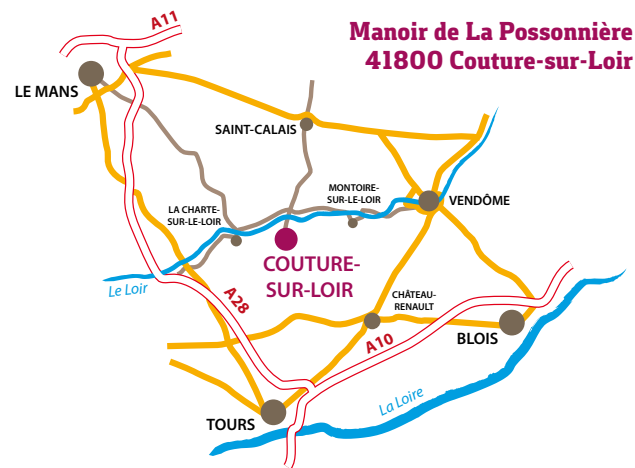 Manoir de La Possonnière
41800 Couture-sur-Loir
A11
LE MANS
SAINT-CALAIS
MONTOIRE-
SUR-LE-LOIR
VENDÔME
LA CHARTE-
SUR-LE-LOIR
COUTURE-
SUR-LOIR
Le Loir
A28
CHÂTEAU-
RENAULT
A10
BLOIS
La Loire
TOURS